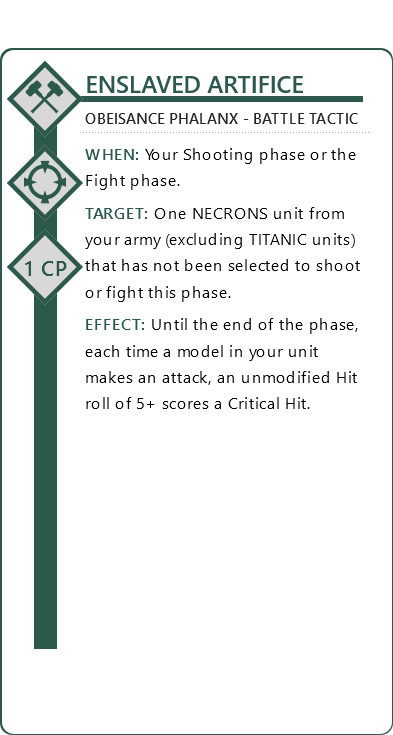 ENSLAVED ARTIFICE
OBEISANCE PHALANX - BATTLE TACTIC
WHEN: Your Shooting phase or the
Fight phase.
TARGET: One NECRONS unit from
your army (excluding TITANIC units)
1 CP
that has not been selected to shoot
or fight this phase.
EFFECT: Until the end of the phase,
each time a model in your unit
makes an attack, an unmodified Hit
roll of 5+ scores a Critical Hit.